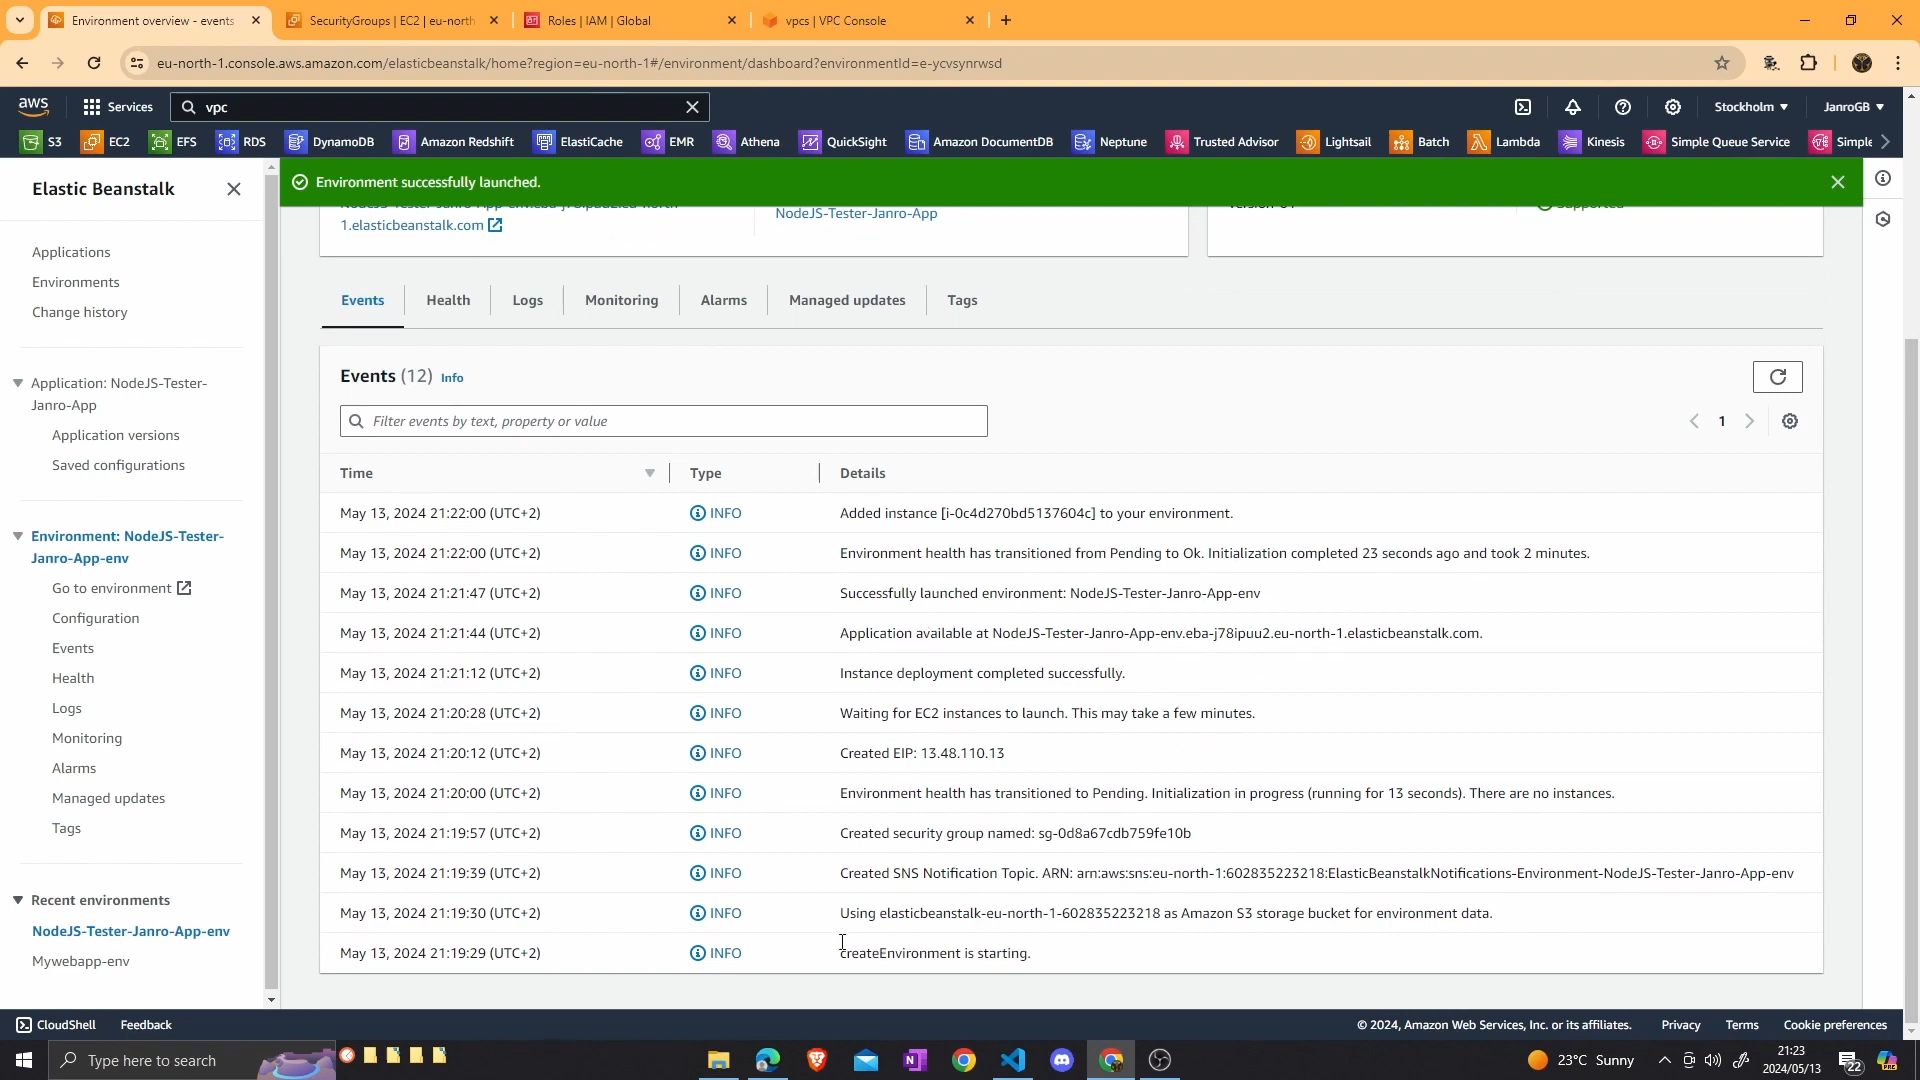 Environment overview - events
SecurityGroups | EC2 | eu-north
Roles | IAM | Global
vpcs | VPC Console
eu-north-1.console.aws.amazon.com/elasticbeanstalk/home?region=eu-north-1#/environment/dashboard?environmentId=e-ycvsynrwsd
aws
Services
vpc
Stockholm
JanroGB
S3
EC2
EFS
RDS
DynamoDB
Amazon Redshift
ElastiCache
EMR
Athena
QuickSight
Amazon DocumentDB
Neptune
Trusted Advisor
Lightsail
Batch
Lambda
Kinesis
Simple Queue Service
Simple
Elastic Beanstalk
Applications
Environments
Change history
Application: NodeJS-Tester-
Janro-App
Application versions
Saved configurations
Environment: NodeJS-Tester-
Janro-App-env
Go to environment
Configuration
Events
Health
Logs
Monitoring
Alarms
Managed updates
Tags
Recent environments
NodeJS-Tester-Janro-App-env
Mywebapp-env
Environment successfully launched.
1.elasticbeanstalk.com
NodeJS-Tester-Janro-App
Supported
Events
Health
Logs
Monitoring
Alarms
Managed updates
Tags
Events (12) Info
Filter events by text, property or value
1
Time Type Details
May 13, 2024 21:22:00 (UTC+2) INFO Added instance [i-0c4d270bd5137604c] to your environment.
May 13, 2024 21:22:00 (UTC+2) INFO Environment health has transitioned from Pending to Ok. Initialization completed 23 seconds ago and took 2 minutes.
May 13, 2024 21:21:47 (UTC+2) INFO Successfully launched environment: NodeJS-Tester-Janro-App-env
May 13, 2024 21:21:44 (UTC+2) INFO Application available at NodeJS-Tester-Janro-App-env.eba-j78ipuu2.eu-north-1.elasticbeanstalk.com.
May 13, 2024 21:21:12 (UTC+2) INFO Instance deployment completed successfully.
May 13, 2024 21:20:28 (UTC+2) INFO Waiting for EC2 instances to launch. This may take a few minutes.
May 13, 2024 21:20:12 (UTC+2) INFO Created EIP: 13.48.110.13
May 13, 2024 21:20:00 (UTC+2) INFO Environment health has transitioned to Pending. Initialization in progress (running for 13 seconds). There are no instances.
May 13, 2024 21:19:57 (UTC+2) INFO Created security group named: sg-0d8a67cdb759fe10b
May 13, 2024 21:19:39 (UTC+2) INFO Created SNS Notification Topic. ARN: arn:aws:sns:eu-north-1:602835223218:ElasticBeanstalkNotifications-Environment-NodeJS-Tester-Janro-App-env
May 13, 2024 21:19:30 (UTC+2) INFO Using elasticbeanstalk-eu-north-1-602835223218 as Amazon S3 storage bucket for environment data.
May 13, 2024 21:19:29 (UTC+2) INFO createEnvironment is starting.
CloudShell
Feedback
© 2024, Amazon Web Services, Inc. or its affiliates.
Privacy
Terms
Cookie preferences
Type here to search
23°C Sunny
21:23
2024/05/13
22